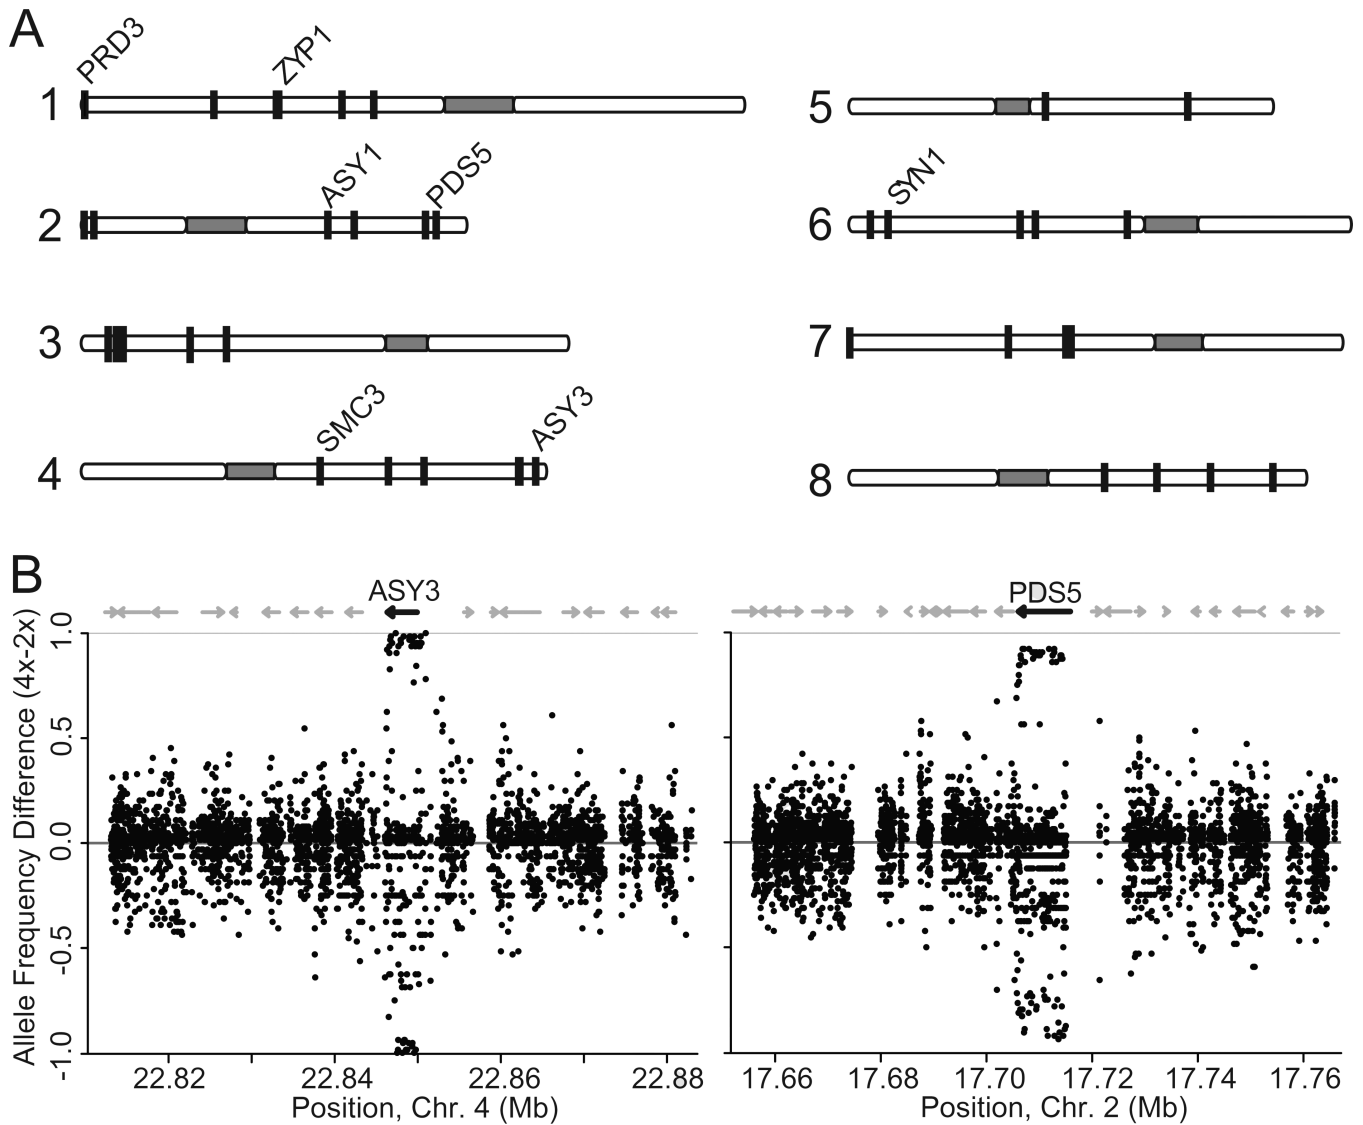 A
PRD3 ZYP1
1
5
ASY1 PDS5
2
SYN1
6
3
7
SMC3 ASY3
4
8
B
ASY3
PDS5
Allele Frequency Difference (4x-2x)
1.0
0.5
0.0
-0.5
-1.0
22.82 22.84 22.86 22.88
Position, Chr. 4 (Mb)
17.66 17.68 17.70 17.72 17.74 17.76
Position, Chr. 2 (Mb)